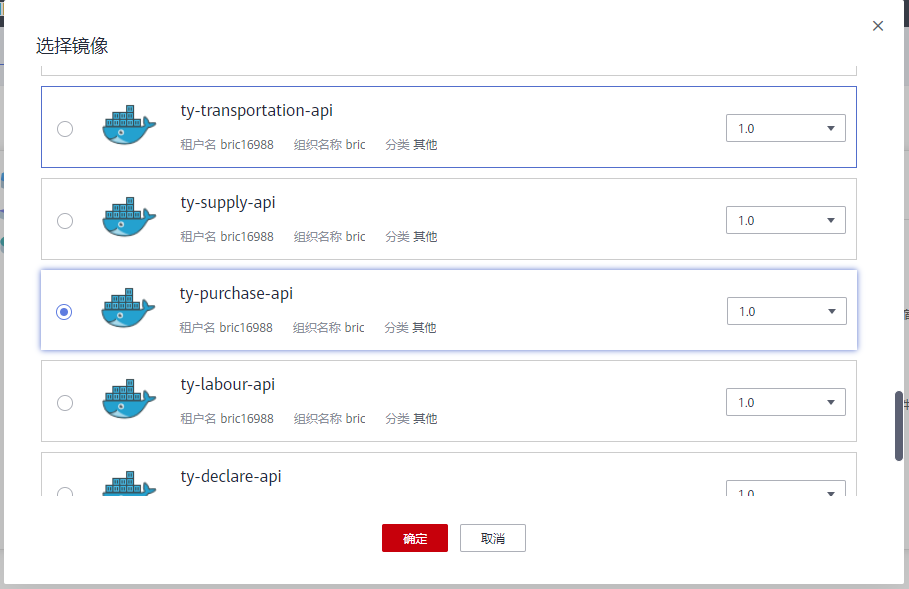 选择镜像
ty-transportation-api
租户名 bric16988 组织名称 bric 分类 其他
1.0
ty-supply-api
租户名 bric16988 组织名称 bric 分类 其他
1.0
ty-purchase-api
租户名 bric16988 组织名称 bric 分类 其他
1.0
ty-labour-api
租户名 bric16988 组织名称 bric 分类 其他
1.0
ty-declare-api
1.0
确定 取消